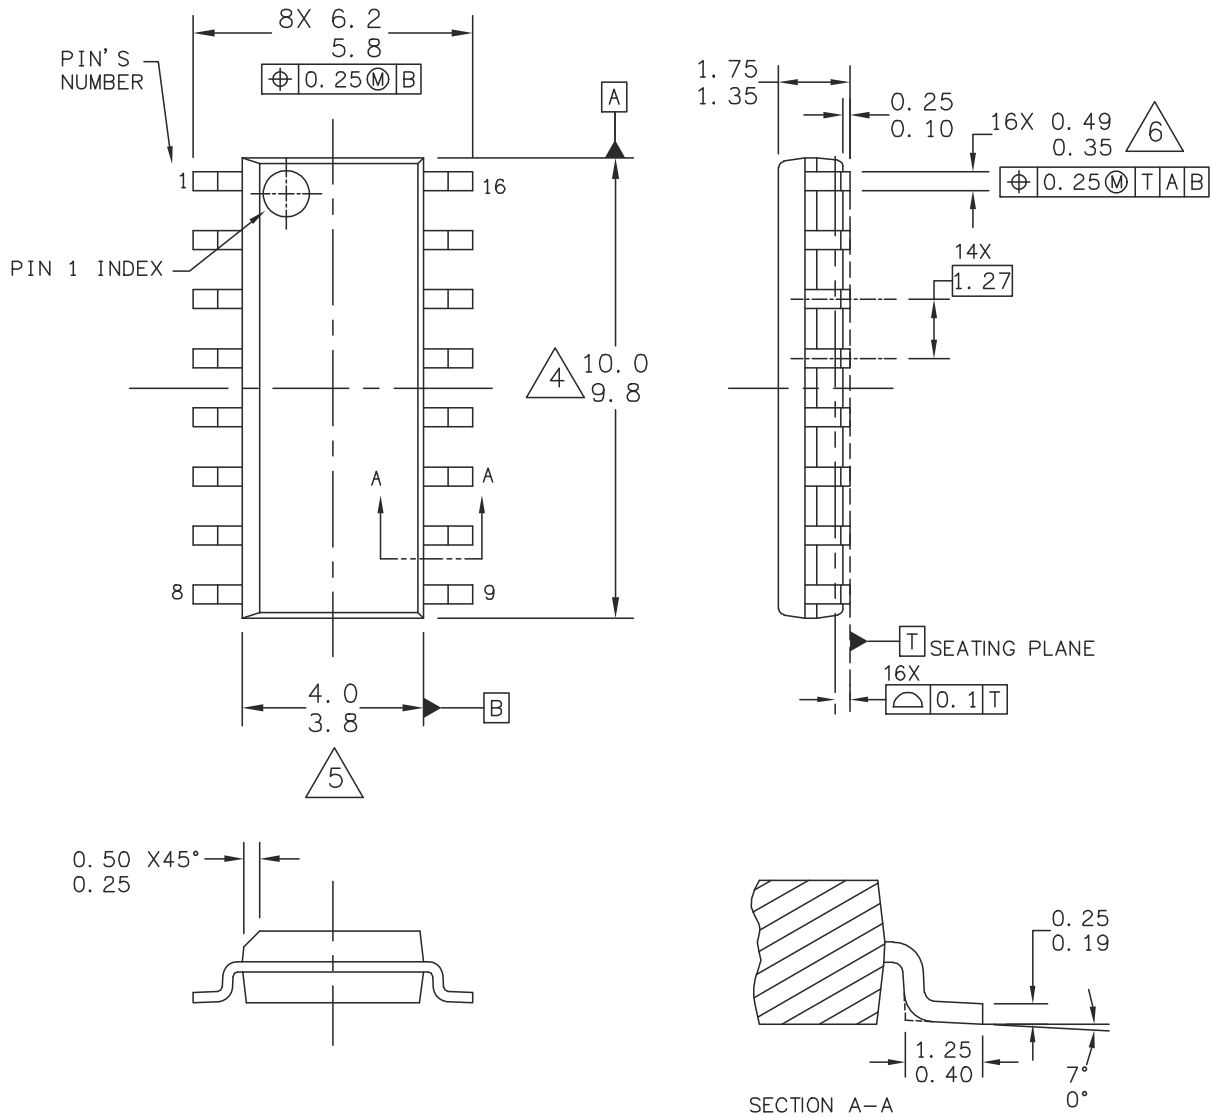 8X 6.2
5.8
⌖ 0.25 Ⓜ B
PIN'S
NUMBER
1
16
PIN 1 INDEX
A
4
10.0
9.8
A A
8
9
4.0
3.8
B
5
1.75
1.35
0.25
0.10
16X 0.49
0.35
6
⌖ 0.25 Ⓜ T A B
14X
1.27
T SEATING PLANE
16X
⌓ 0.1 T
0.50 X45°
0.25
0.25
0.19
1.25
0.40
7°
0°
SECTION A-A